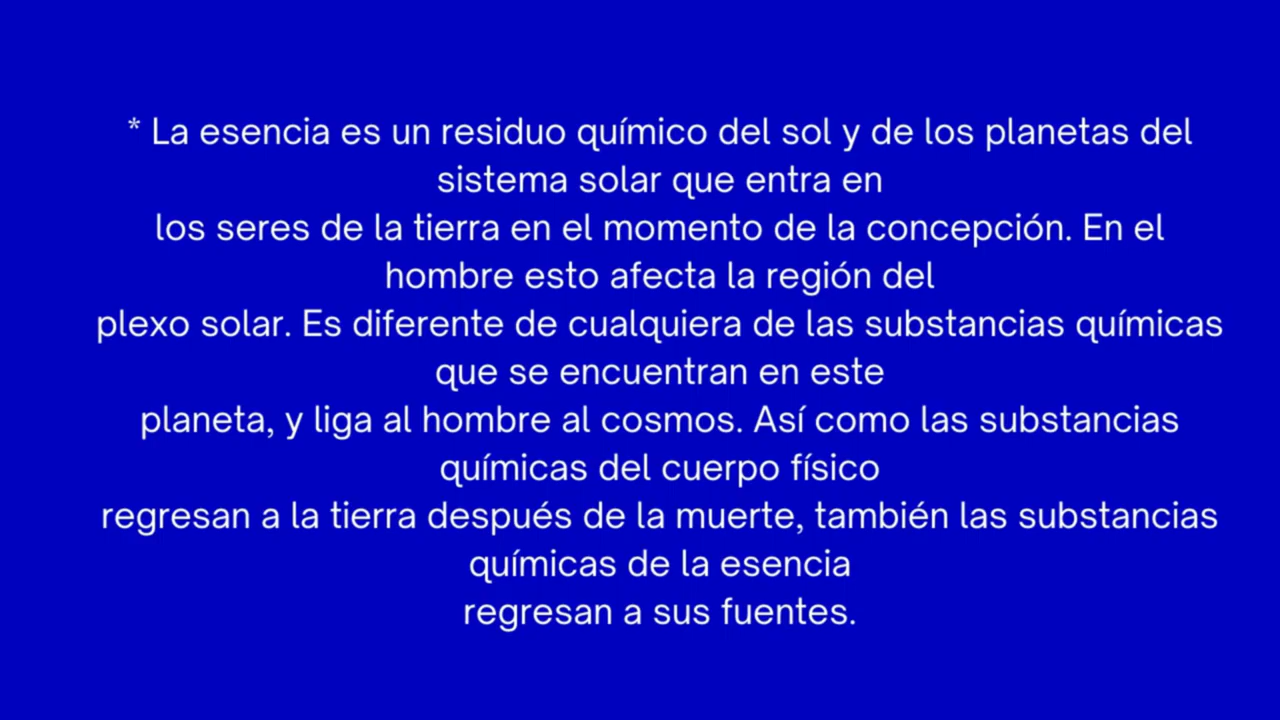 * La esencia es un residuo químico del sol y de los planetas del
sistema solar que entra en
los seres de la tierra en el momento de la concepción. En el
hombre esto afecta la región del
plexo solar. Es diferente de cualquiera de las substancias químicas
que se encuentran en este
planeta, y liga al hombre al cosmos. Así como las substancias
químicas del cuerpo físico
regresan a la tierra después de la muerte, también las substancias
químicas de la esencia
regresan a sus fuentes.